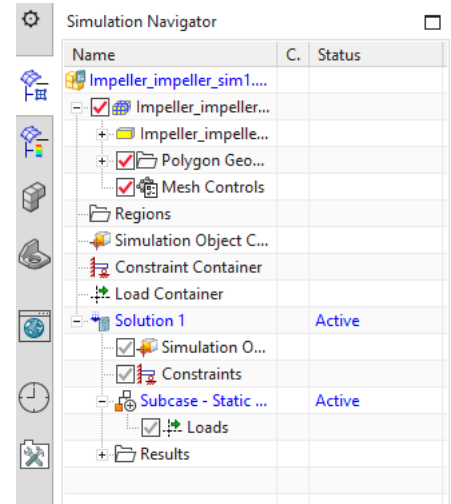 Simulation Navigator
Name C. Status
Impeller_impeller_sim1....
Impeller_impeller...
Impeller_impelle...
Polygon Geo...
Mesh Controls
Regions
Simulation Object C...
Constraint Container
Load Container
Solution 1 Active
Simulation O...
Constraints
Subcase - Static ... Active
Loads
Results